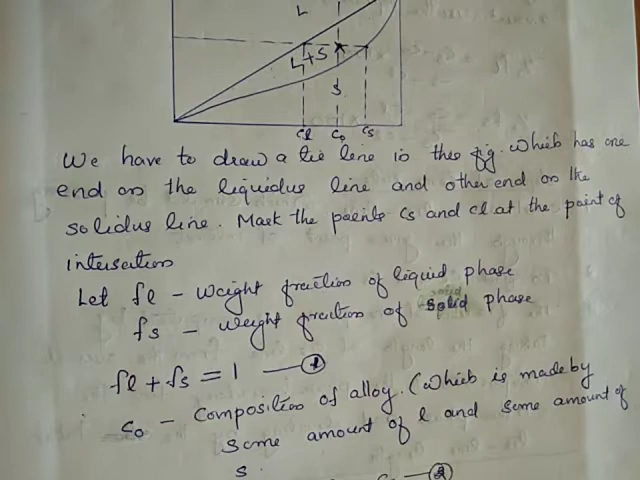 L
L+S
S
Cl Co Cs
We have to draw a tie line in the fig. which has one
end on the liquidus line and other end on the
solidus line. Mark the points Cs and Cl at the point of
intersection
Let fl - Weight fraction of liquid phase
fs - weight fraction of solid phase
fl + fs = 1 — 1
Co - Composition of alloy. (Which is made by
some amount of l and some amount of
s.